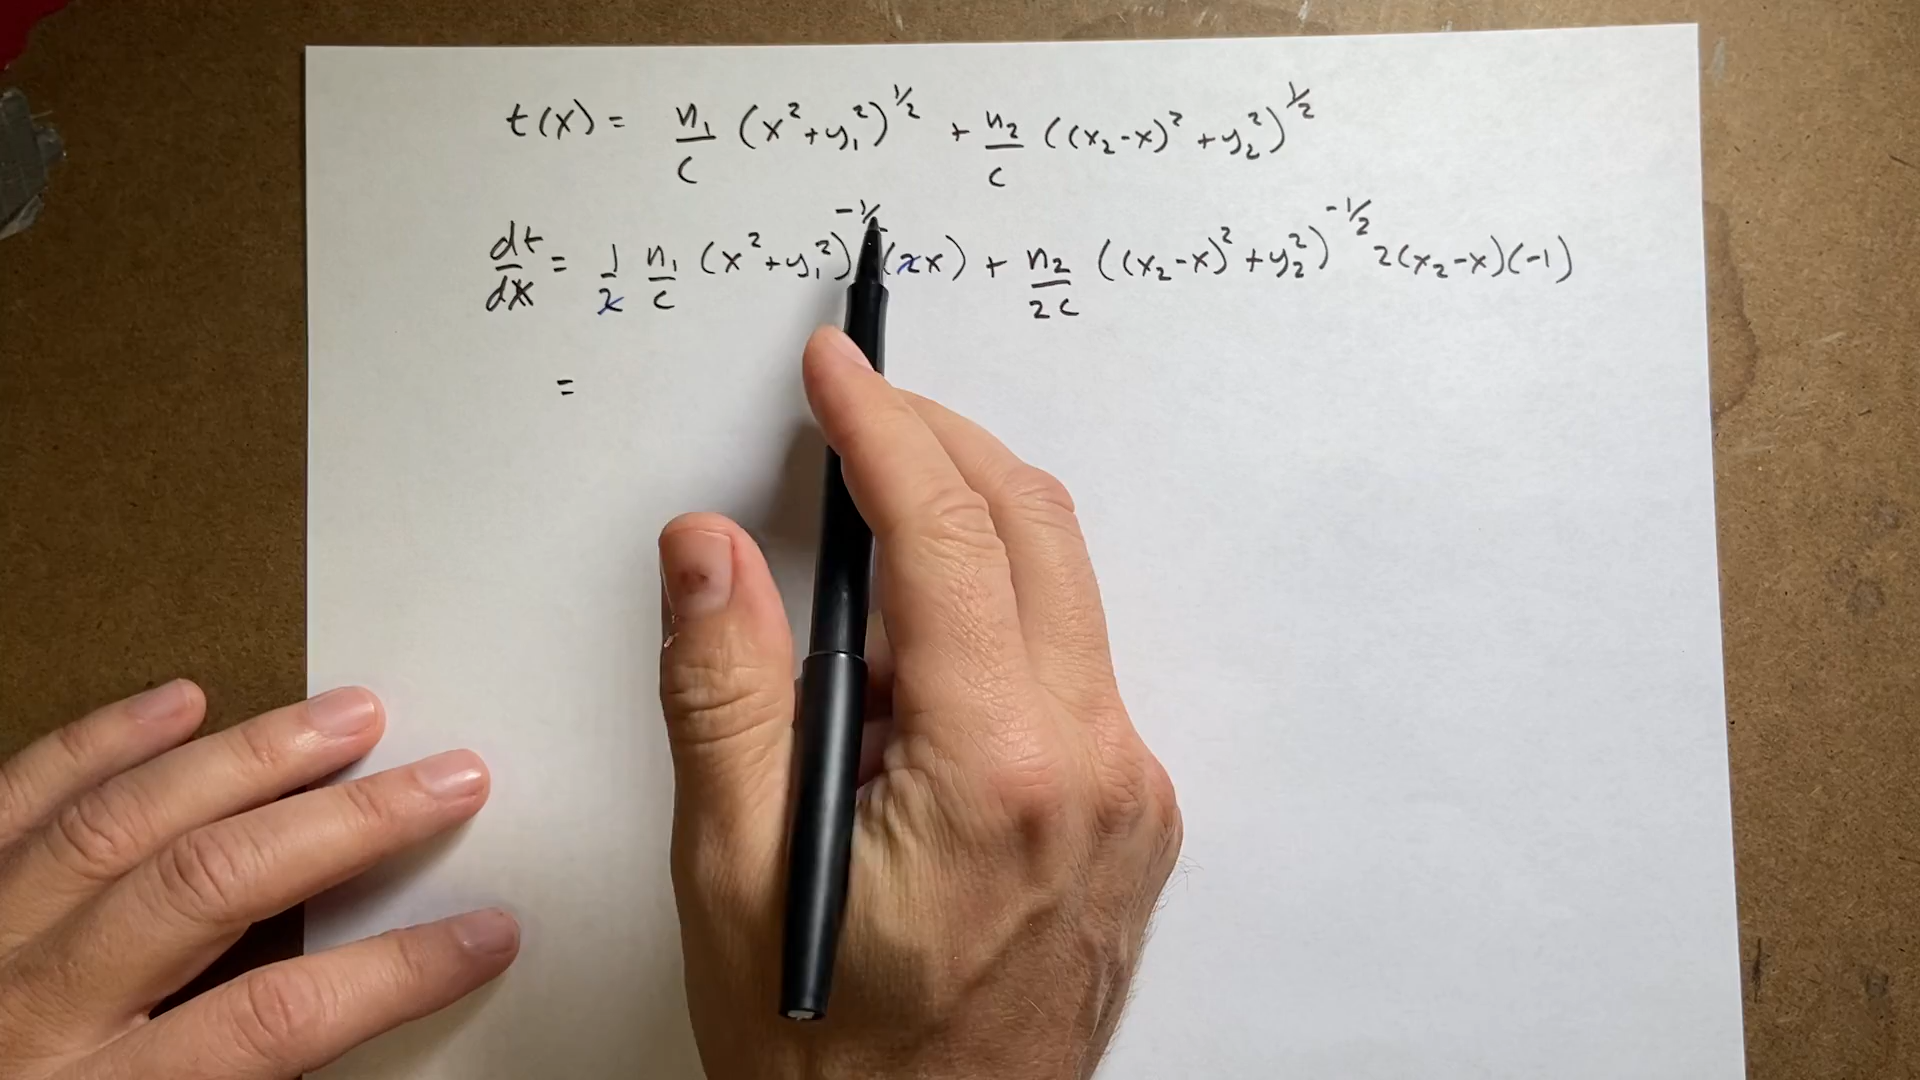 t(x) = n₁/c (x²+y₁²)^1/2 + n₂/c ((x₂-x)²+y₂²)^1/2
dt/dx = 1/2 n₁/c (x²+y₁²)^-1/ (2x) + n₂/2c ((x₂-x)²+y₂²)^-1/2 2(x₂-x)(-1)
=